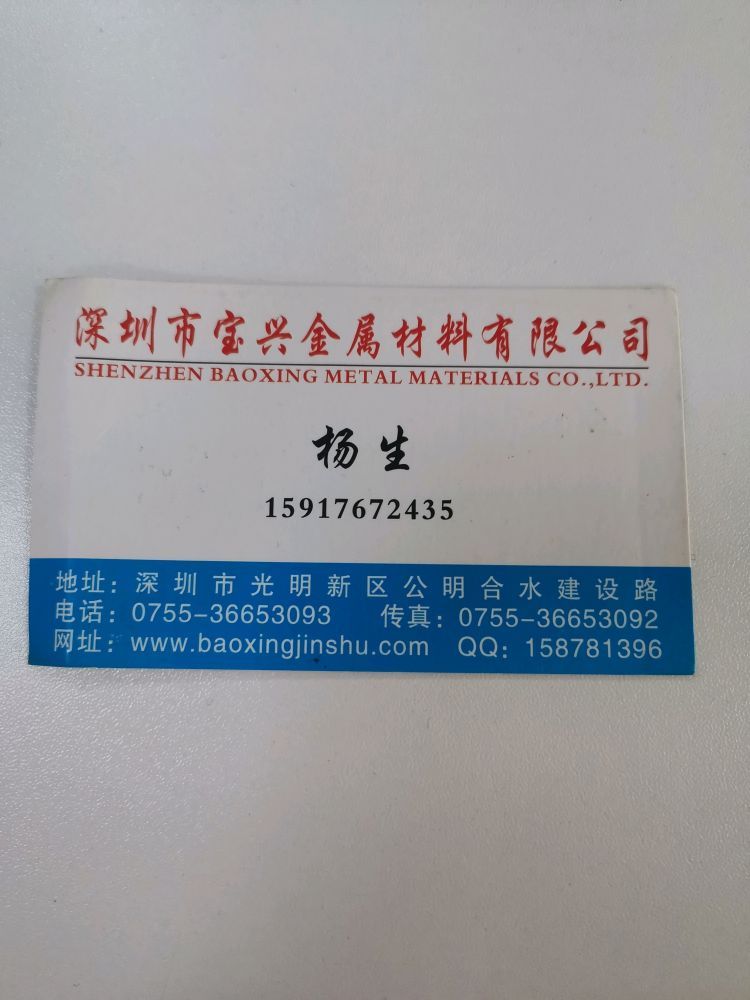 深圳市宝兴金属材料有限公司
SHENZHEN BAOXING METAL MATERIALS CO.,LTD.
杨生
15917672435
地址：深圳市光明新区公明合水建设路
电话：0755-36653093 传真：0755-36653092
网址：www.baoxingjinshu.com QQ：158781396